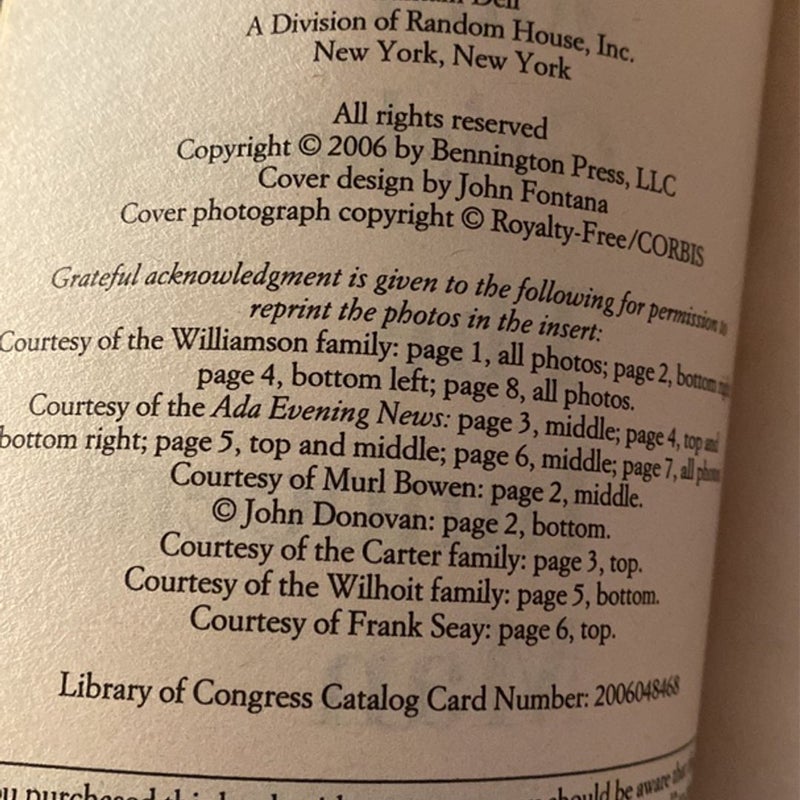 Dell
A Division of Random House, Inc.
New York, New York
All rights reserved
Copyright © 2006 by Bennington Press, LLC
Cover design by John Fontana
Cover photograph copyright © Royalty-Free/CORBIS
Grateful acknowledgment is given to the following for permission to
reprint the photos in the insert:
Courtesy of the Williamson family: page 1, all photos; page 2, bottom
page 4, bottom left; page 8, all photos.
Courtesy of the Ada Evening News: page 3, middle; page 4, top and
bottom right; page 5, top and middle; page 6, middle; page 7, all
Courtesy of Murl Bowen: page 2, middle.
© John Donovan: page 2, bottom.
Courtesy of the Carter family: page 3, top.
Courtesy of the Wilhoit family: page 5, bottom.
Courtesy of Frank Seay: page 6, top.
Library of Congress Catalog Card Number: 2006048468
purchased this should be aware that